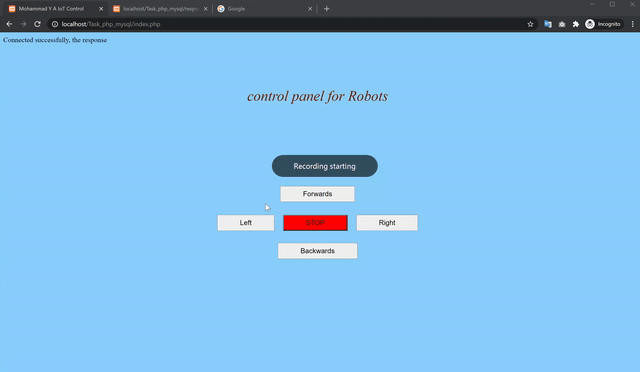 Mohammad Y A IoT Control
localhost/Task_php_mysql/respo
Google
localhost/Task_php_mysql/index.php
Incognito
Connected successfully, the response
control panel for Robots
Recording starting
Forwards
Left
STOP
Right
Backwards